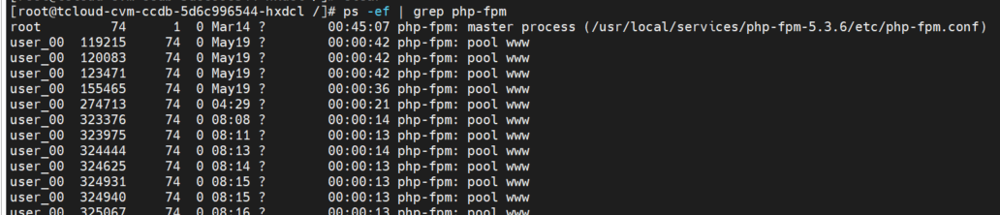 [root@tcloud-cvm-ccdb-5d6c996544-hxdcl /]# ps -ef | grep php-fpm
root 74 1 0 Mar14 ? 00:45:07 php-fpm: master process (/usr/local/services/php-fpm-5.3.6/etc/php-fpm.conf)
user_00 119215 74 0 May19 ? 00:00:42 php-fpm: pool www
user_00 120083 74 0 May19 ? 00:00:42 php-fpm: pool www
user_00 123471 74 0 May19 ? 00:00:42 php-fpm: pool www
user_00 155465 74 0 May19 ? 00:00:36 php-fpm: pool www
user_00 274713 74 0 04:29 ? 00:00:21 php-fpm: pool www
user_00 323376 74 0 08:08 ? 00:00:14 php-fpm: pool www
user_00 323975 74 0 08:11 ? 00:00:13 php-fpm: pool www
user_00 324444 74 0 08:13 ? 00:00:14 php-fpm: pool www
user_00 324625 74 0 08:14 ? 00:00:13 php-fpm: pool www
user_00 324931 74 0 08:15 ? 00:00:13 php-fpm: pool www
user_00 324940 74 0 08:15 ? 00:00:13 php-fpm: pool www
user_00 325067 74 0 08:16 ? 00:00:13 php-fpm: pool www